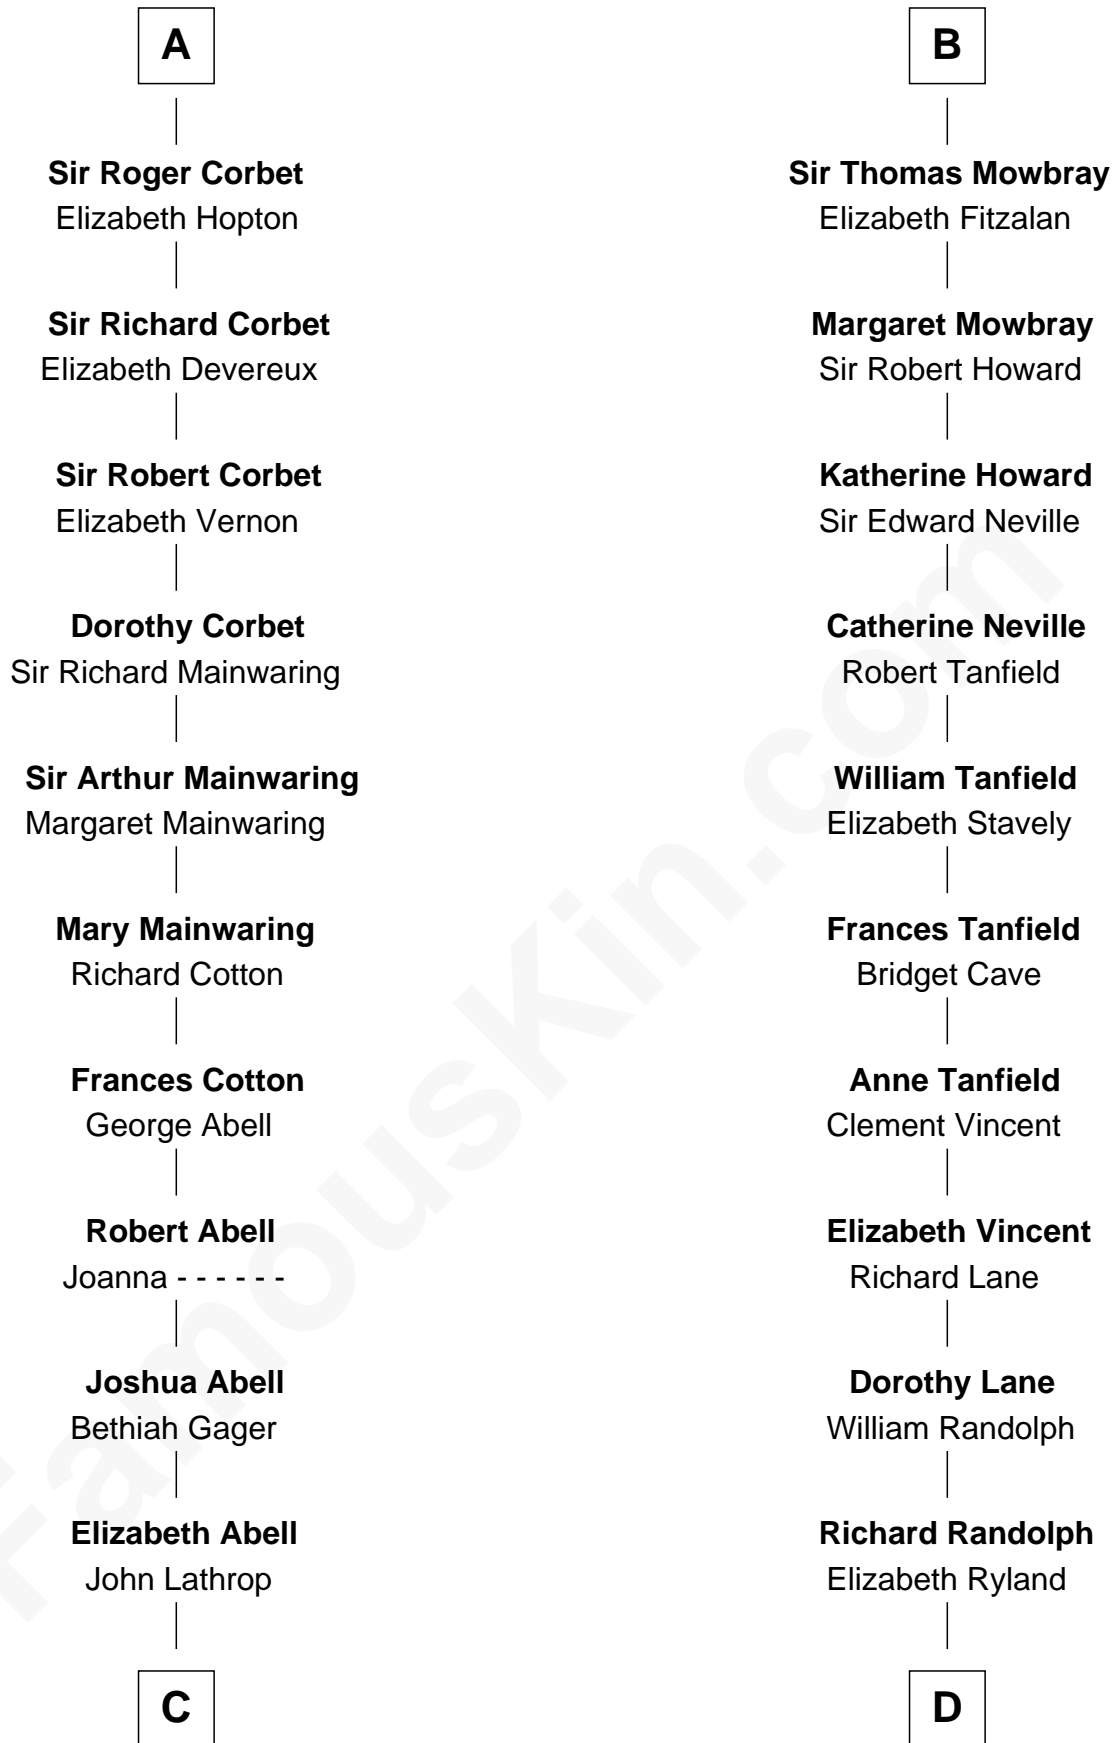 A
Sir Roger Corbet
Elizabeth Hopton
Sir Richard Corbet
Elizabeth Devereux
Sir Robert Corbet
Elizabeth Vernon
Dorothy Corbet
Sir Richard Mainwaring
Sir Arthur Mainwaring
Margaret Mainwaring
Mary Mainwaring
Richard Cotton
Frances Cotton
George Abell
Robert Abell
Joanna - - - - - -
Joshua Abell
Bethiah Gager
Elizabeth Abell
John Lathrop
C
B
Sir Thomas Mowbray
Elizabeth Fitzalan
Margaret Mowbray
Sir Robert Howard
Katherine Howard
Sir Edward Neville
Catherine Neville
Robert Tanfield
William Tanfield
Elizabeth Stavely
Frances Tanfield
Bridget Cave
Anne Tanfield
Clement Vincent
Elizabeth Vincent
Richard Lane
Dorothy Lane
William Randolph
Richard Randolph
Elizabeth Ryland
D
FamousKin.com